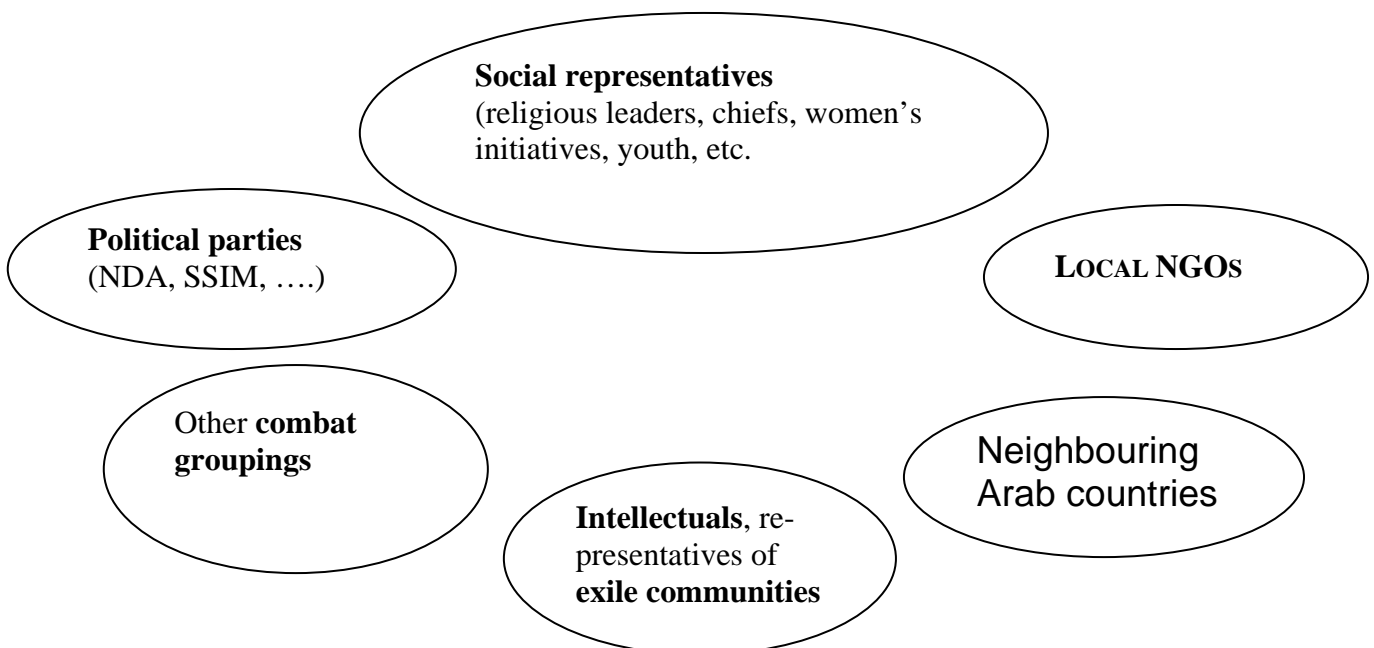 Social representatives
(religious leaders, chiefs, women’s
initiatives, youth, etc.
Political parties
(NDA, SSIM, ….)
LOCAL NGOS
Other combat
groupings
Neighbouring
Arab countries
Intellectuals, re-
presentatives of
exile communities